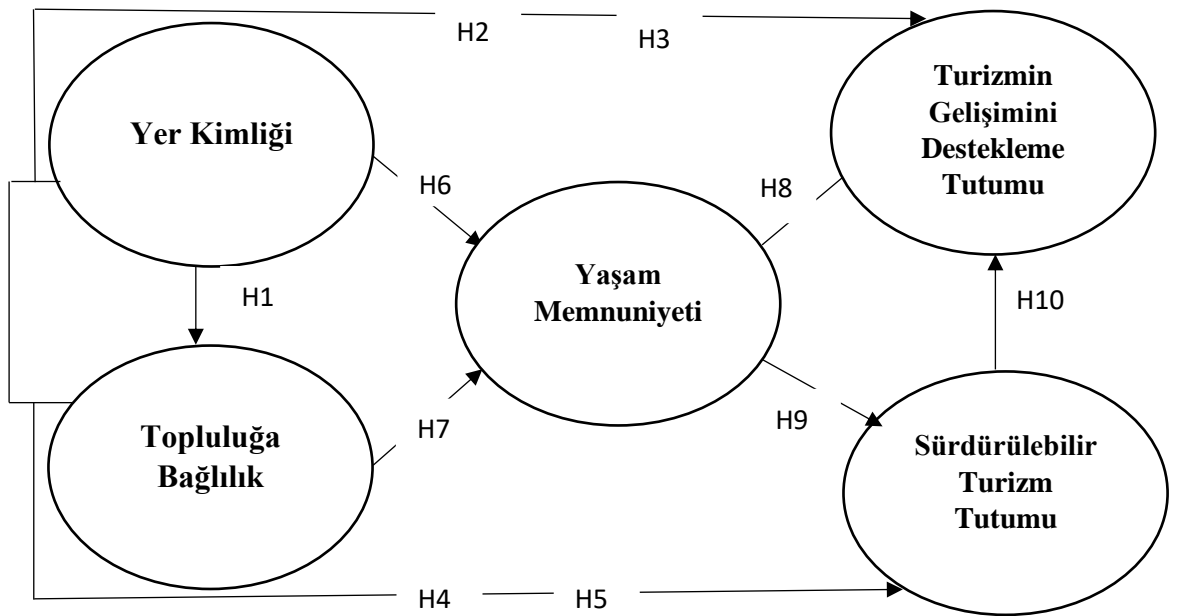 H2
H3
Yer Kimliği
Turizmin
Gelişimini
Destekleme
Tutumu
H6
H8
Yaşam
Memnuniyeti
H1
H10
Topluluğa
Bağlılık
H7
H9
Sürdürülebilir
Turizm
Tutumu
H4
H5